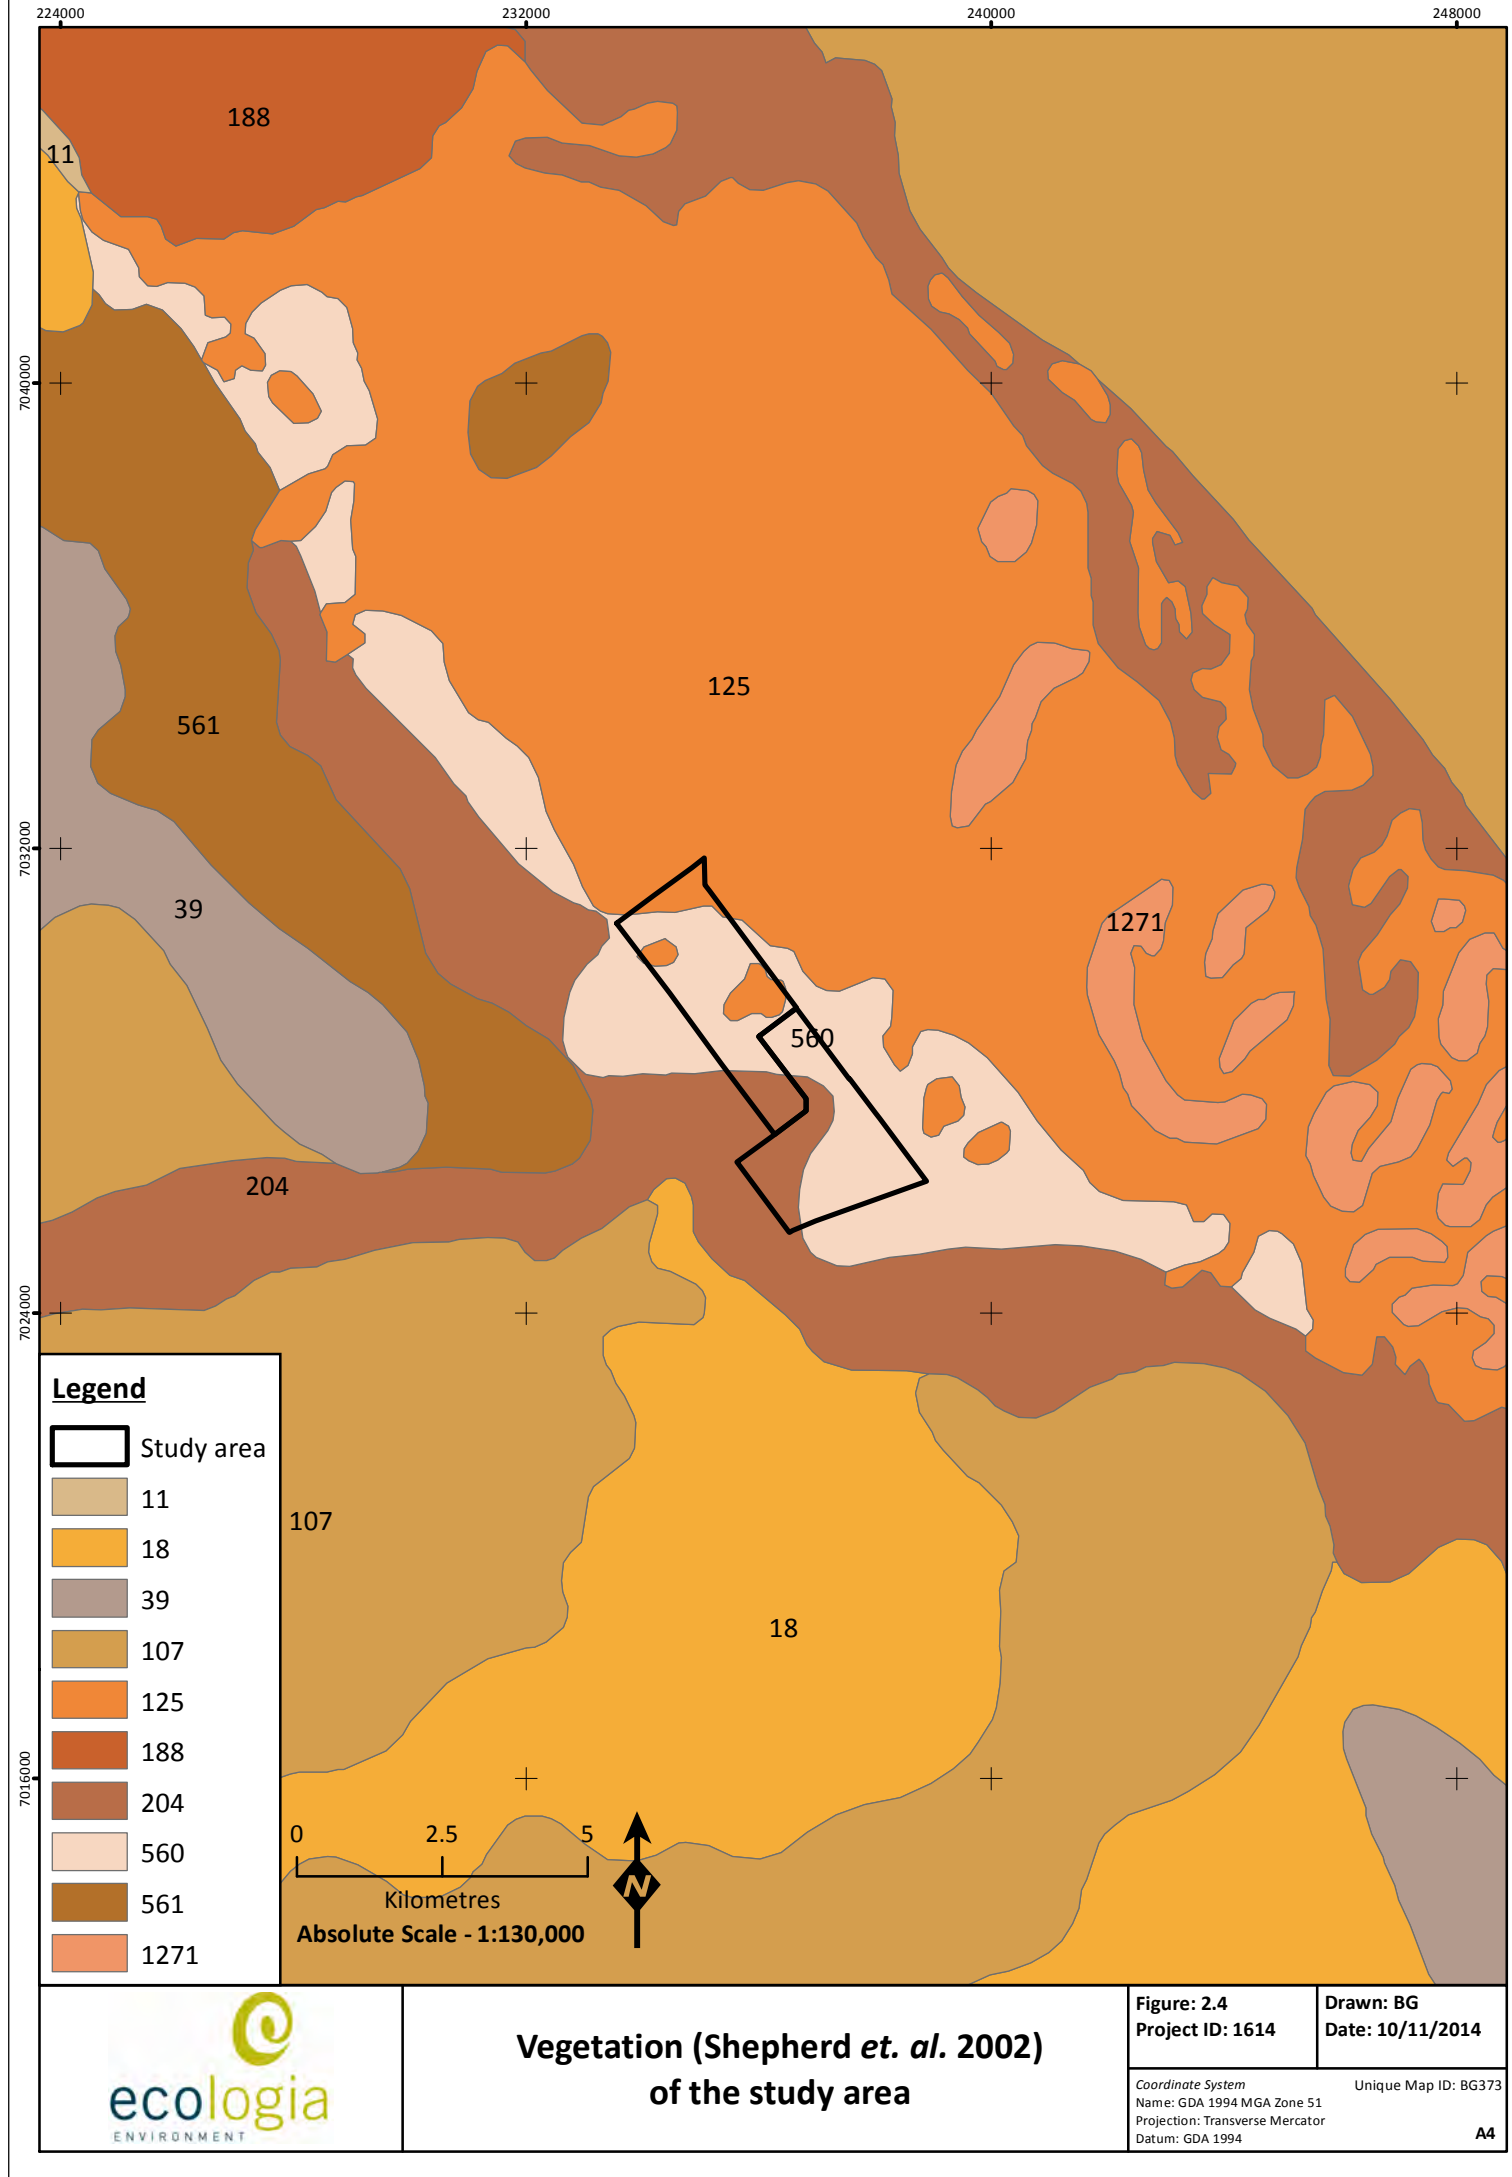 224000 232000 240000 248000
188
11
7040000
125
561
7032000
39
1271
560
204
7024000
Legend
Study area
11
18
39
107
125
188
204
560
561
1271
107
18
7016000
0 2.5 5
Kilometres
Absolute Scale - 1:130,000
N
ecologia
ENVIRONMENT
Vegetation (Shepherd et. al. 2002)
of the study area
Figure: 2.4
Project ID: 1614
Drawn: BG
Date: 10/11/2014
Coordinate System
Name: GDA 1994 MGA Zone 51
Projection: Transverse Mercator
Datum: GDA 1994
Unique Map ID: BG373
A4